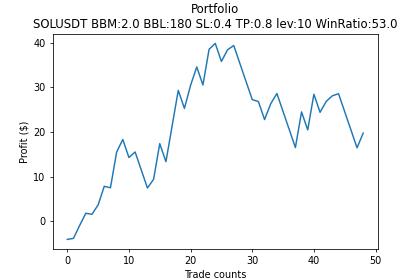 Portfolio
SOLUSDT BBM:2.0 BBL:180 SL:0.4 TP:0.8 lev:10 WinRatio:53.0
40
30
20
10
0
Profit ($)
0 10 20 30 40 50
Trade counts